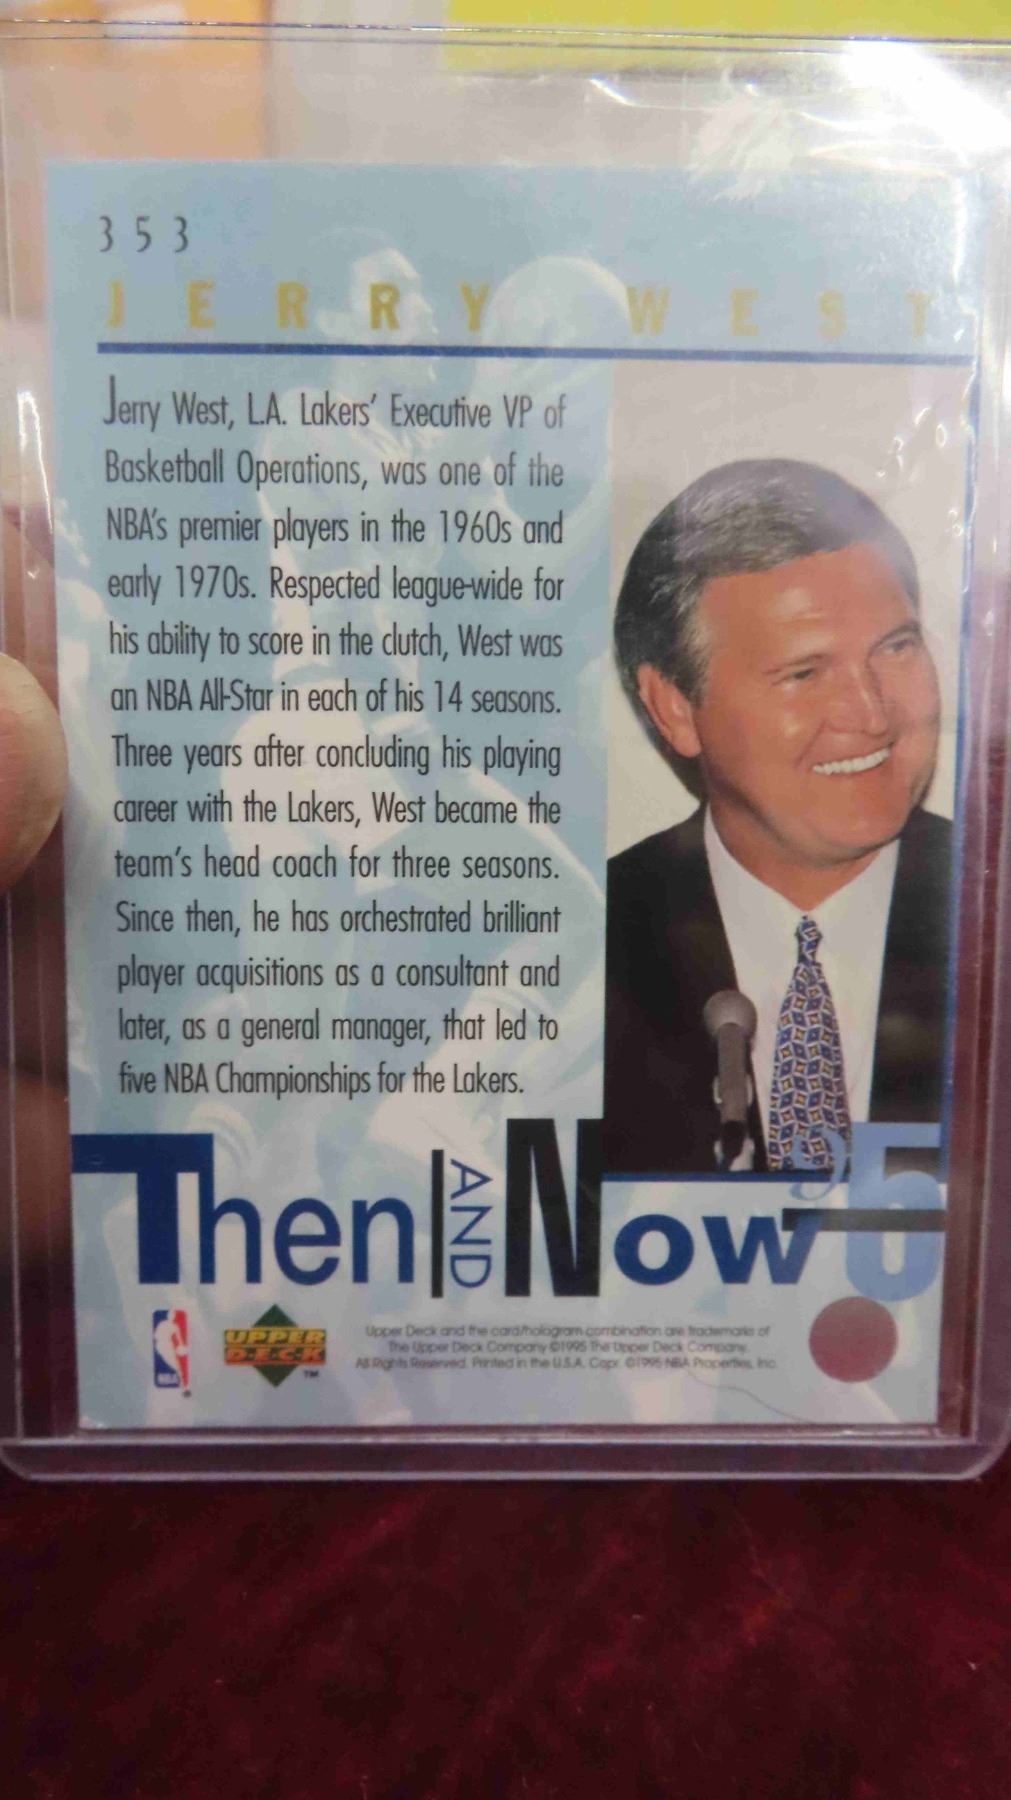 353
JERRY WEST
Jerry West, L.A. Lakers' Executive VP of
Basketball Operations, was one of the
NBA's premier players in the 1960s and
early 1970s. Respected league-wide for
his ability to score in the clutch, West was
an NBA All-Star in each of his 14 seasons.
Three years after concluding his playing
career with the Lakers, West became the
team's head coach for three seasons.
Since then, he has orchestrated brilliant
player acquisitions as a consultant and
later, as a general manager, that led to
five NBA Championships for the Lakers.
Then AND Now '95
NBA ®
UPPER
D·E·C·K
™
Upper Deck and the card/hologram combination are trademarks of
The Upper Deck Company ©1995 The Upper Deck Company.
All Rights Reserved. Printed in the U.S.A. Copr. ©1995 NBA Properties, Inc.